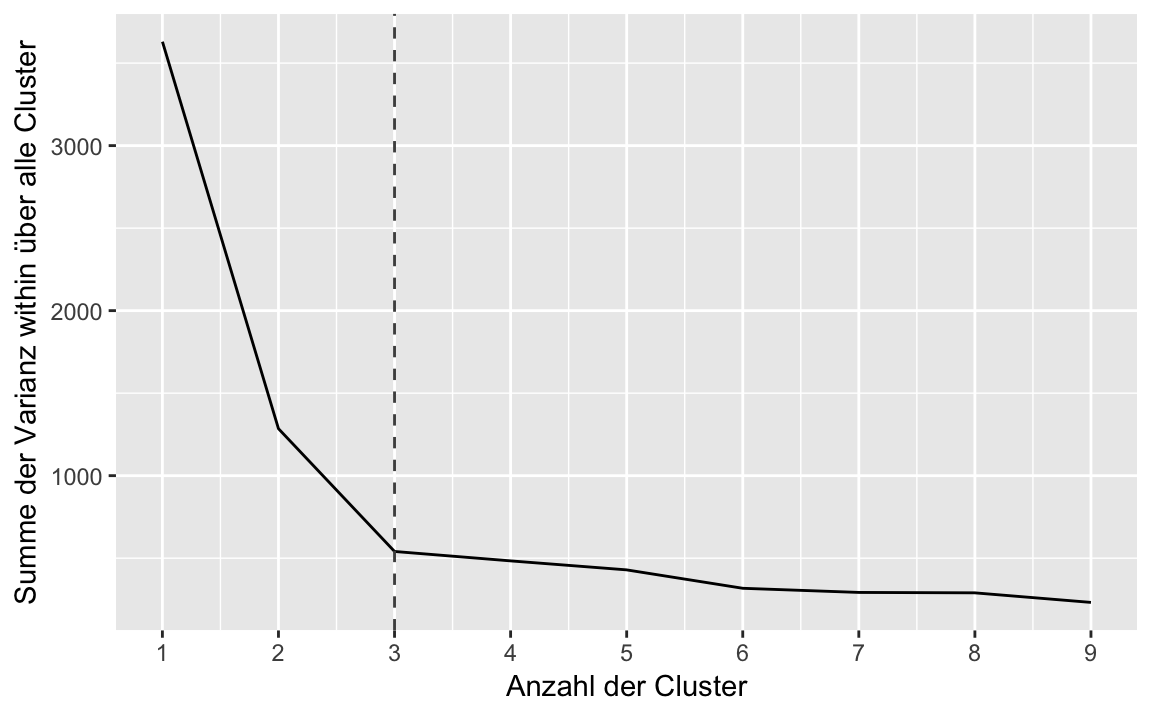 Summe der Varianz within über alle Cluster
3000
2000
1000
1 2 3 4 5 6 7 8 9
Anzahl der Cluster